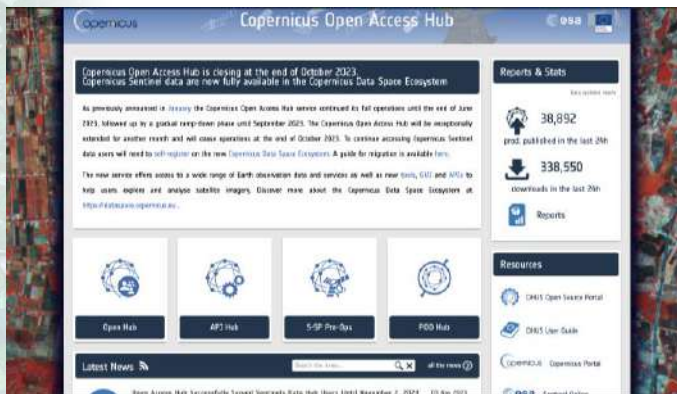 opernicus
Copernicus Open Access Hub
esa
Copernicus Open Access Hub is closing at the end of October 2023.
Copernicus Sentinel data are now fully available in the Copernicus Data Space Ecosystem
As previously announced in January the Copernicus Open Access Hub service continued its full operations until the end of June
2023, followed up by a gradual ramp-down phase until September 2023. The Copernicus Open Access Hub will be exceptionally
extended for another month and will cease operations at the end of October 2023. To continue accessing Copernicus Sentinel
data users will need to self-register on the new Copernicus Data Space Ecosystem. A guide for migration is available here.
The new service offers access to a wide range of Earth observation data and services as well as new tools, GUI and APIs to
help users explore and analyse satellite imagery. Discover more about the Copernicus Data Space Ecosystem at
https://dataspace.copernicus.eu .
Open Hub
API Hub
S-5P Pre-Ops
POD Hub
Latest News
all the news
Reports & Stats
38,892
prod. published in the last 24h
338,550
downloads in the last 24h
Reports
Resources
DHUS Open Source Portal
DHUS User Guide
opernicus Copernicus Portal
esa Sentinel Online